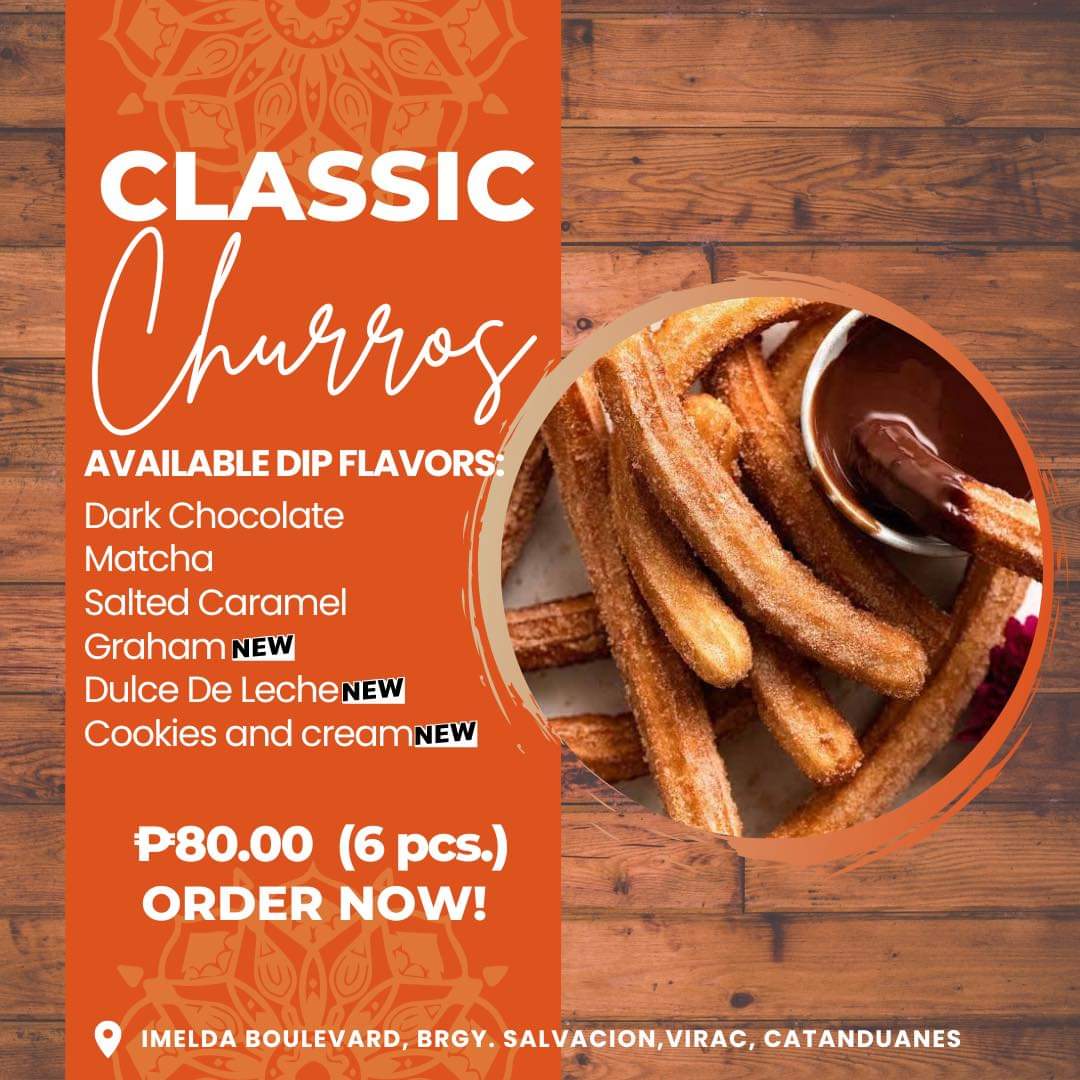 CLASSIC
Churros
AVAILABLE DIP FLAVORS:
Dark Chocolate
Matcha
Salted Caramel
Graham NEW
Dulce De Leche NEW
Cookies and cream NEW
₱80.00 (6 pcs.)
ORDER NOW!
IMELDA BOULEVARD, BRGY. SALVACION,VIRAC, CATANDUANES